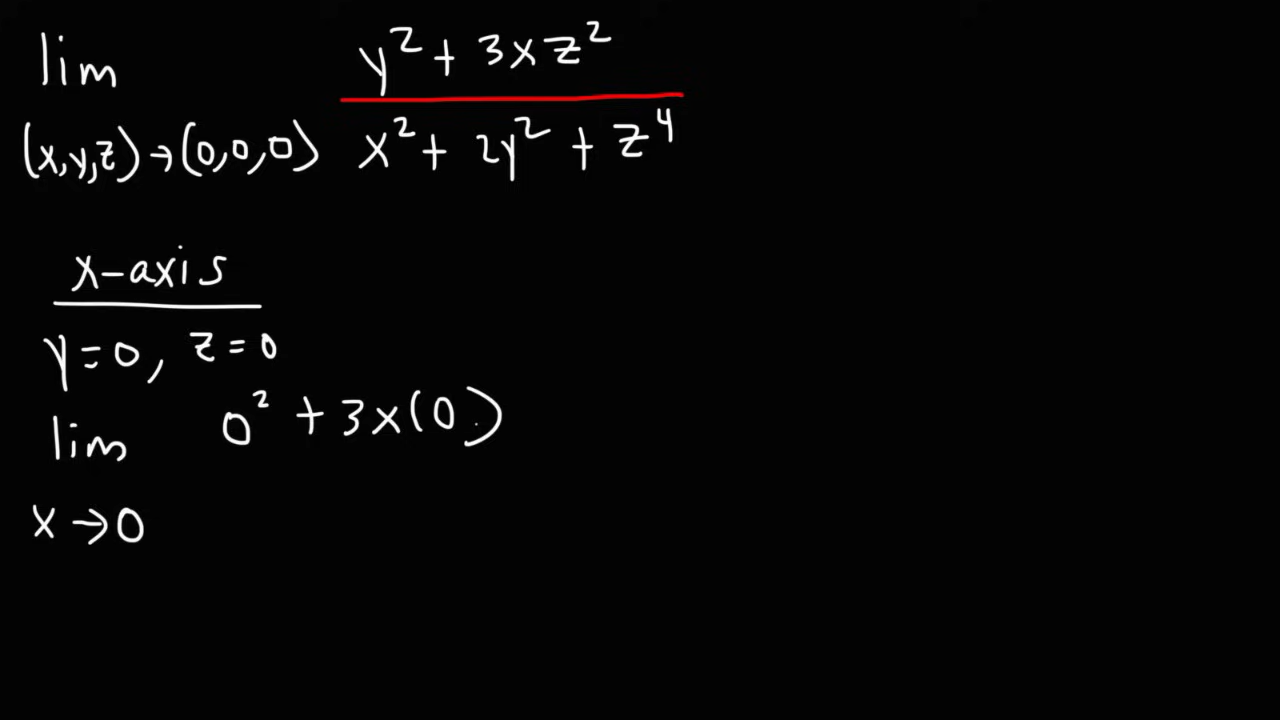 lim y² + 3xz²
(x,y,z)→(0,0,0) x² + 2y² + z⁴
x-axis
y=0, z=0
lim 0² + 3x(0)
x→0